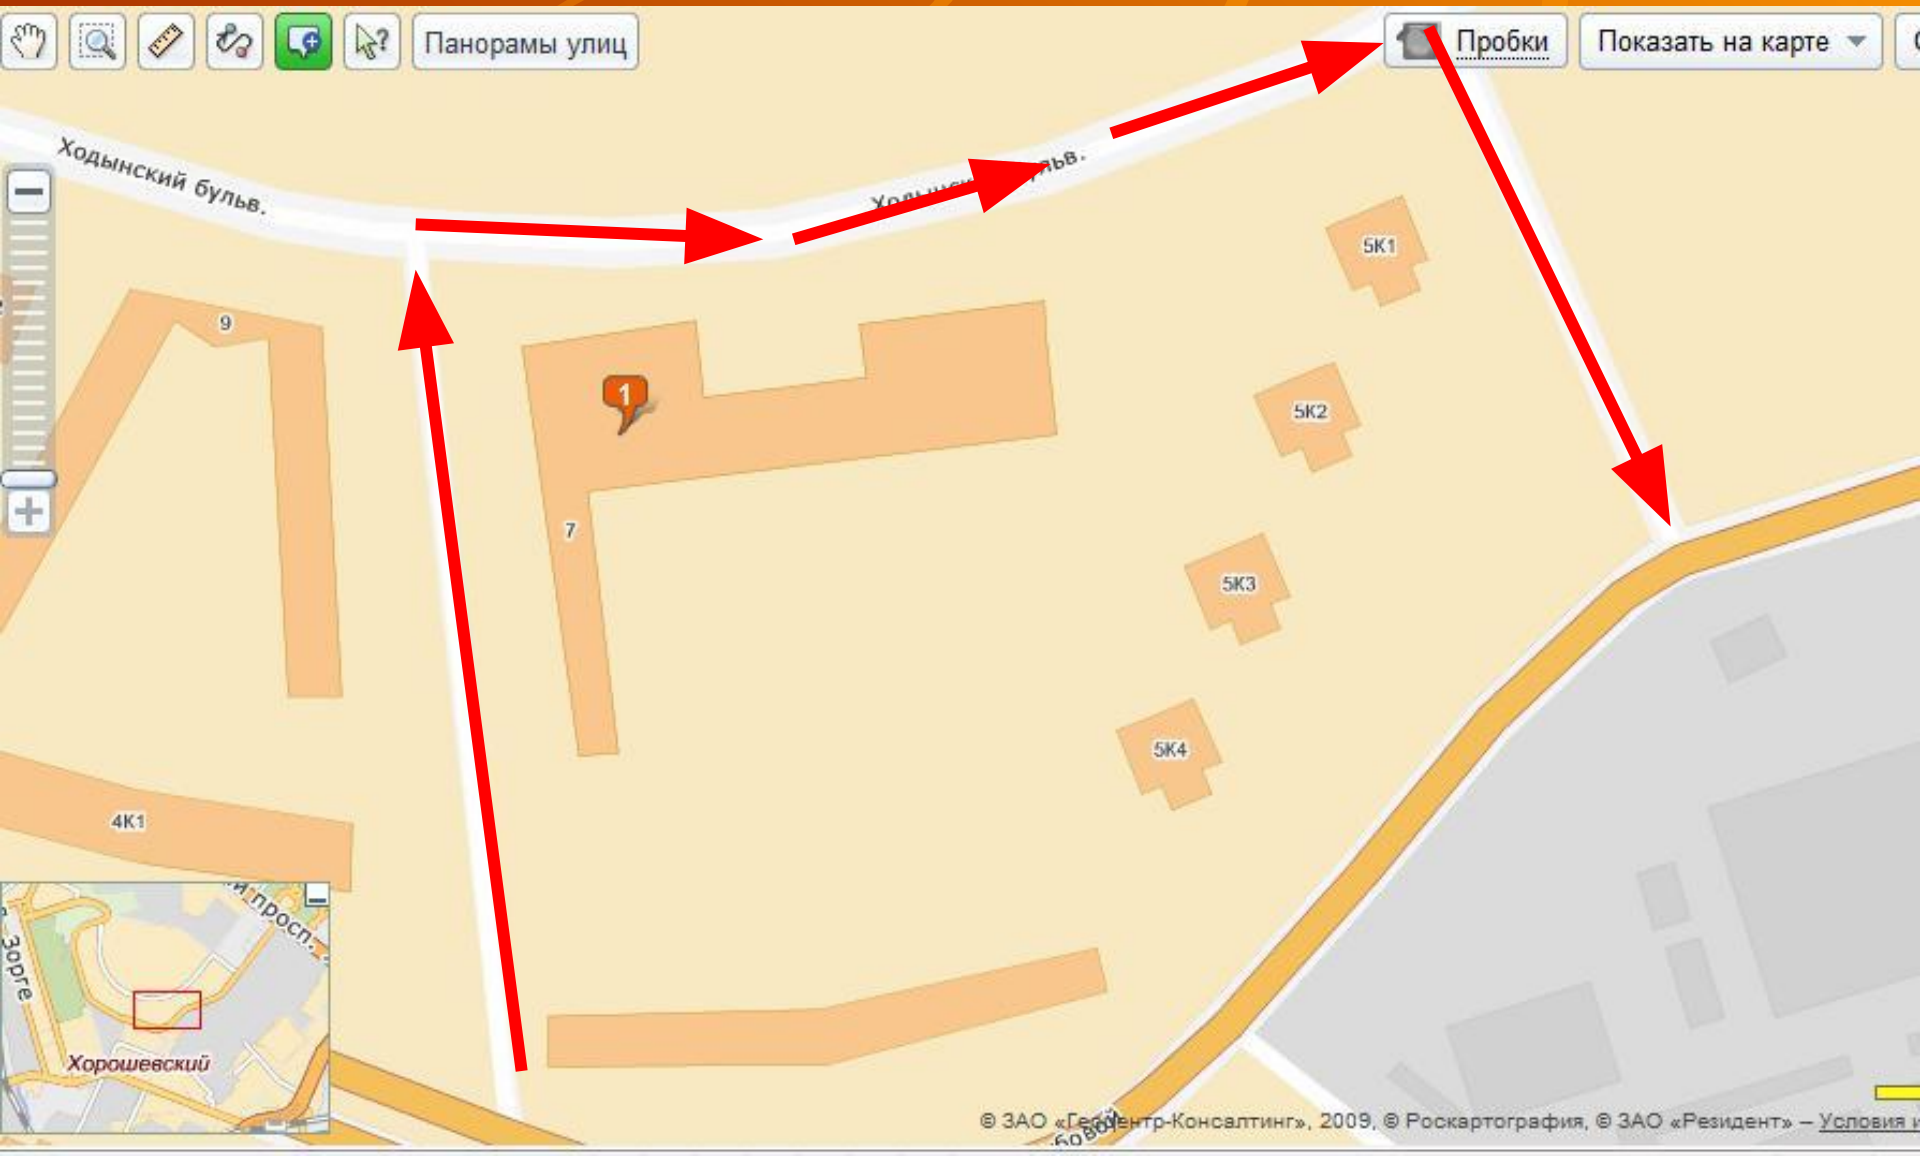 Панорамы улиц
Пробки
Показать на карте
Ходынский бульв.
5К1
9
1
5К2
7
5К3
5К4
4К1
просп.
Зорге
Хорошевский
© ЗАО «ГеоЦентр-Консалтинг», 2009, © Роскартография, © ЗАО «Резидент» – Условия и